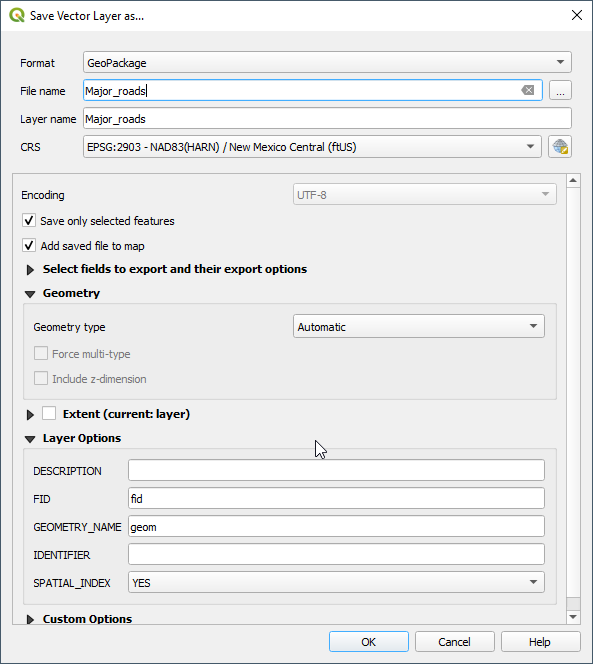 Save Vector Layer as...
Format GeoPackage
File name Major_roads ...
Layer name Major_roads
CRS EPSG:2903 - NAD83(HARN) / New Mexico Central (ftUS)
Encoding UTF-8
Save only selected features
Add saved file to map
Select fields to export and their export options
Geometry
Geometry type Automatic
Force multi-type
Include z-dimension
Extent (current: layer)
Layer Options
DESCRIPTION
FID fid
GEOMETRY_NAME geom
IDENTIFIER
SPATIAL_INDEX YES
Custom Options
OK Cancel Help